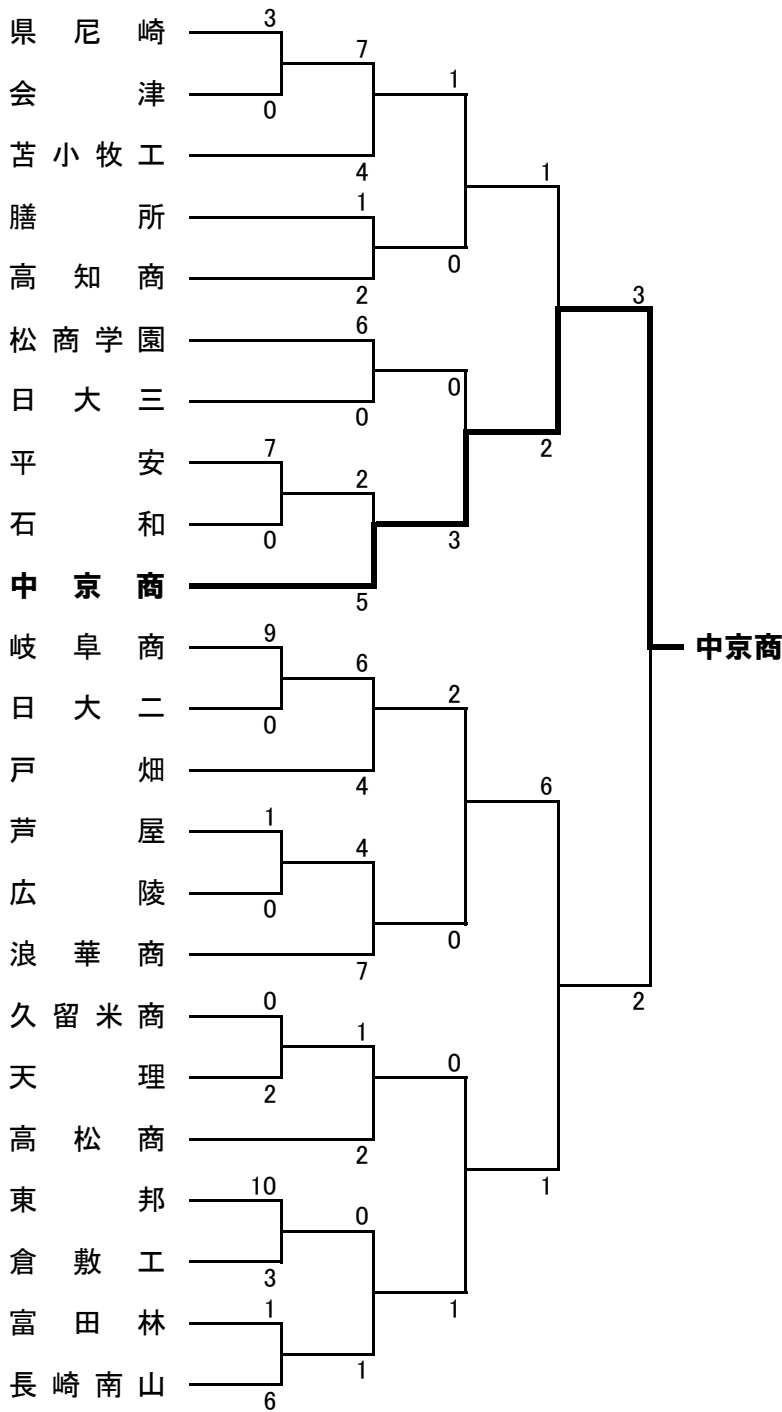 県尼崎
会津
苫小牧工
膳所
高知商
松商学園
日大三
平安
石和
中京商
岐阜商
日大二
戸畑
芦屋
広陵
浪華商
久留米商
天理
高松商
東邦
倉敷工
富田林
長崎南山
3
0
7
0
9
0
1
0
0
2
10
3
1
6
7
4
1
2
6
0
2
5
6
4
4
7
1
2
0
1
1
0
0
3
2
0
0
1
1
2
6
1
3
2
中京商